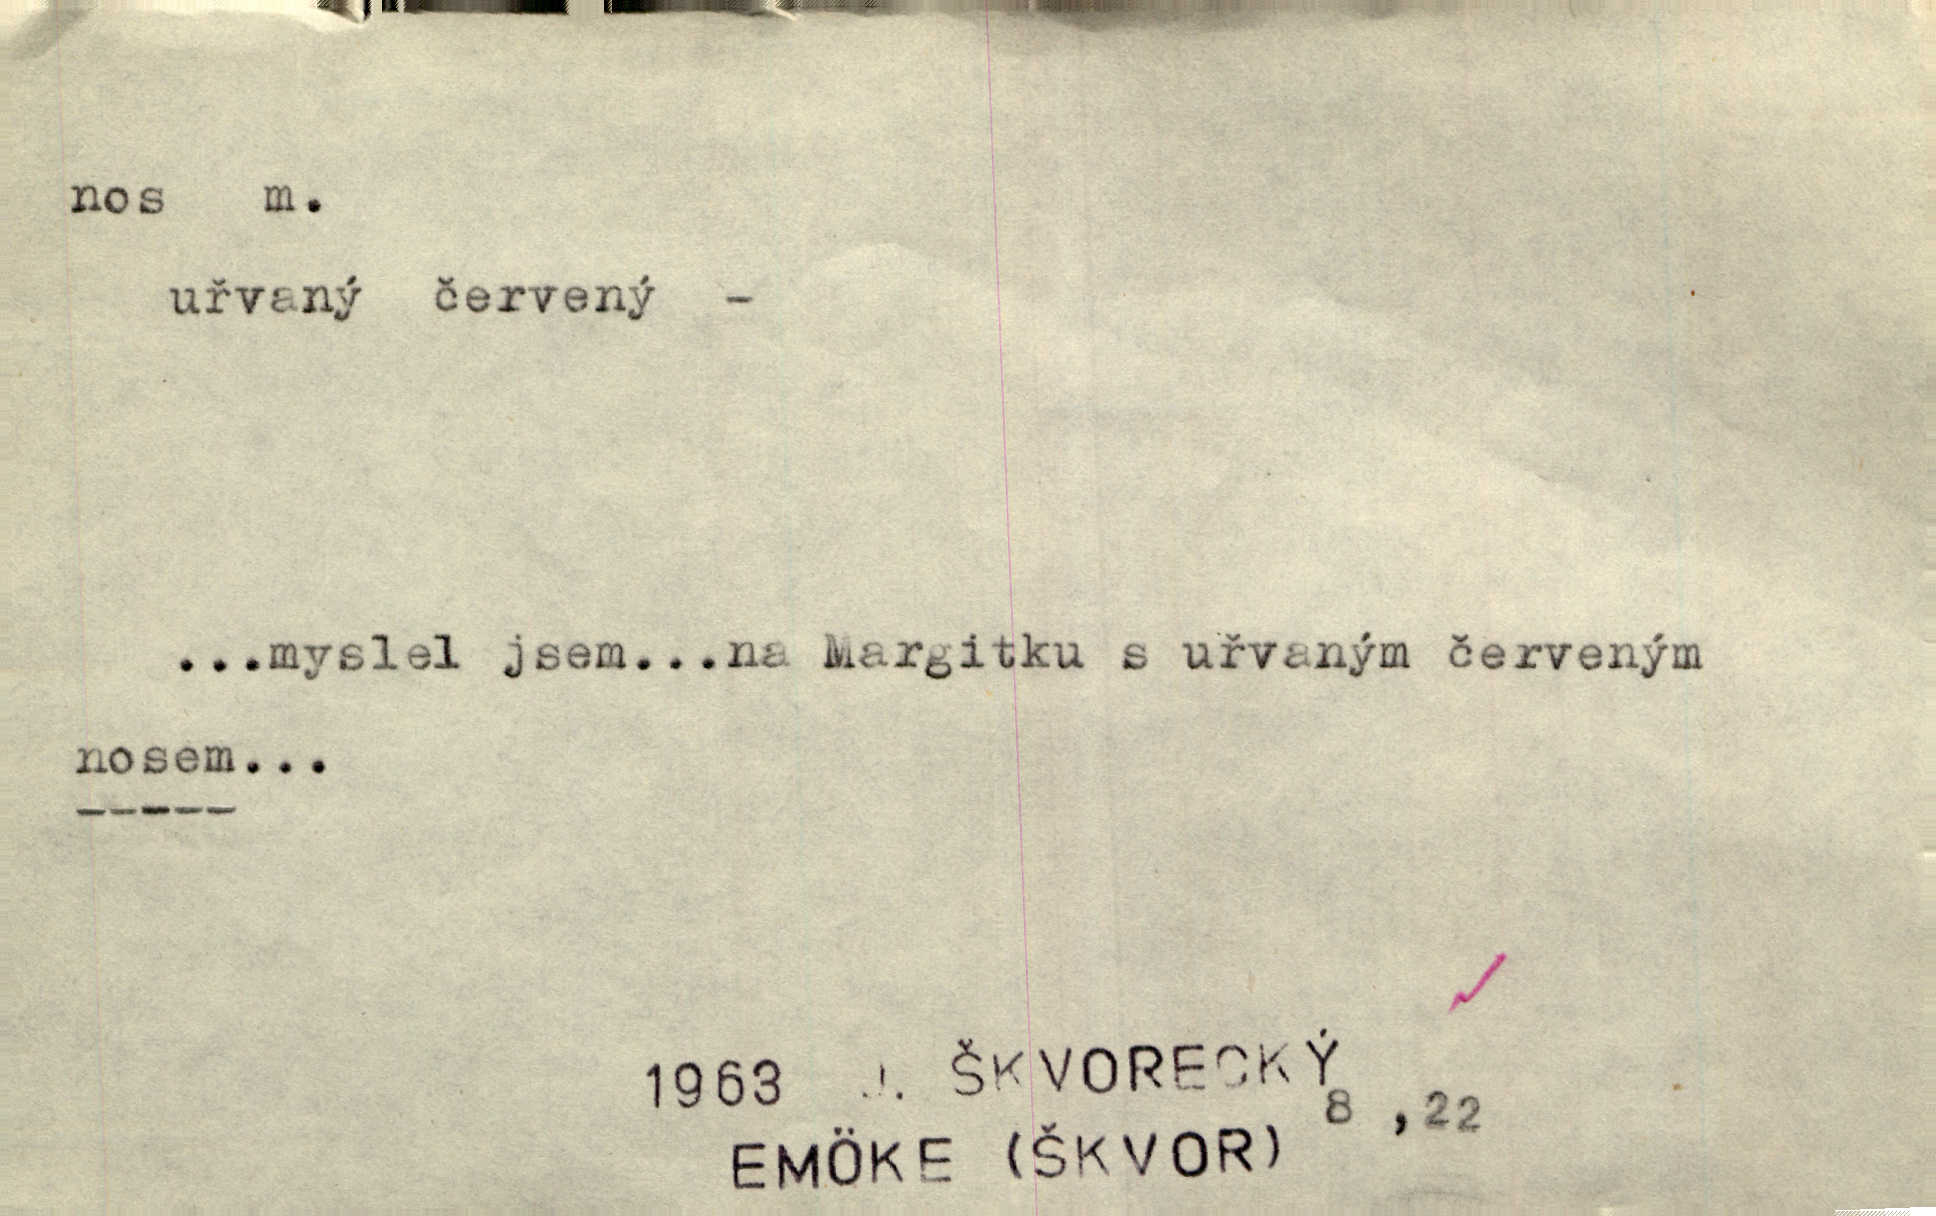 nos m.
uřvaný červený -
...myslel jsem...na Margitku s uřvaným červeným
nosem...
-----
1963 J. ŠKVORECKÝ
8 ,22
EMÖKE (ŠKVOR)